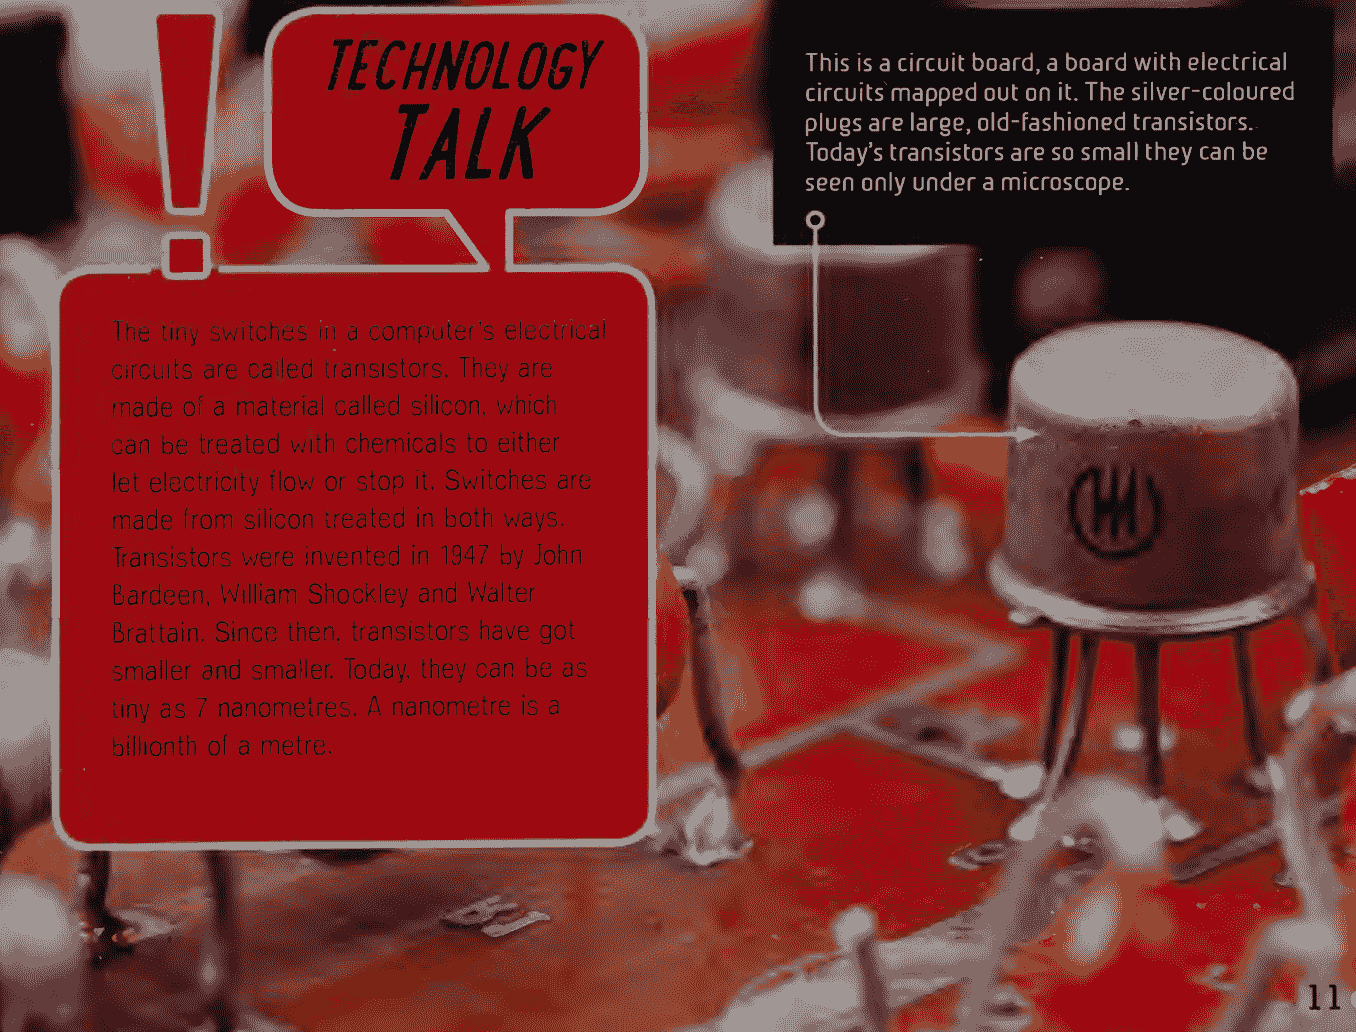 TECHNOLOGY
TALK
The tiny switches in a computer's electrical
circuits are called transistors. They are
made of a material called silicon, which
can be treated with chemicals to either
let electricity flow or stop it. Switches are
made from silicon treated in both ways.
Transistors were invented in 1947 by John
Bardeen, William Shockley and Walter
Brattain. Since then, transistors have got
smaller and smaller. Today, they can be as
tiny as 7 nanometres. A nanometre is a
billionth of a metre.
This is a circuit board, a board with electrical
circuits mapped out on it. The silver-coloured
plugs are large, old-fashioned transistors.
Today's transistors are so small they can be
seen only under a microscope.
11